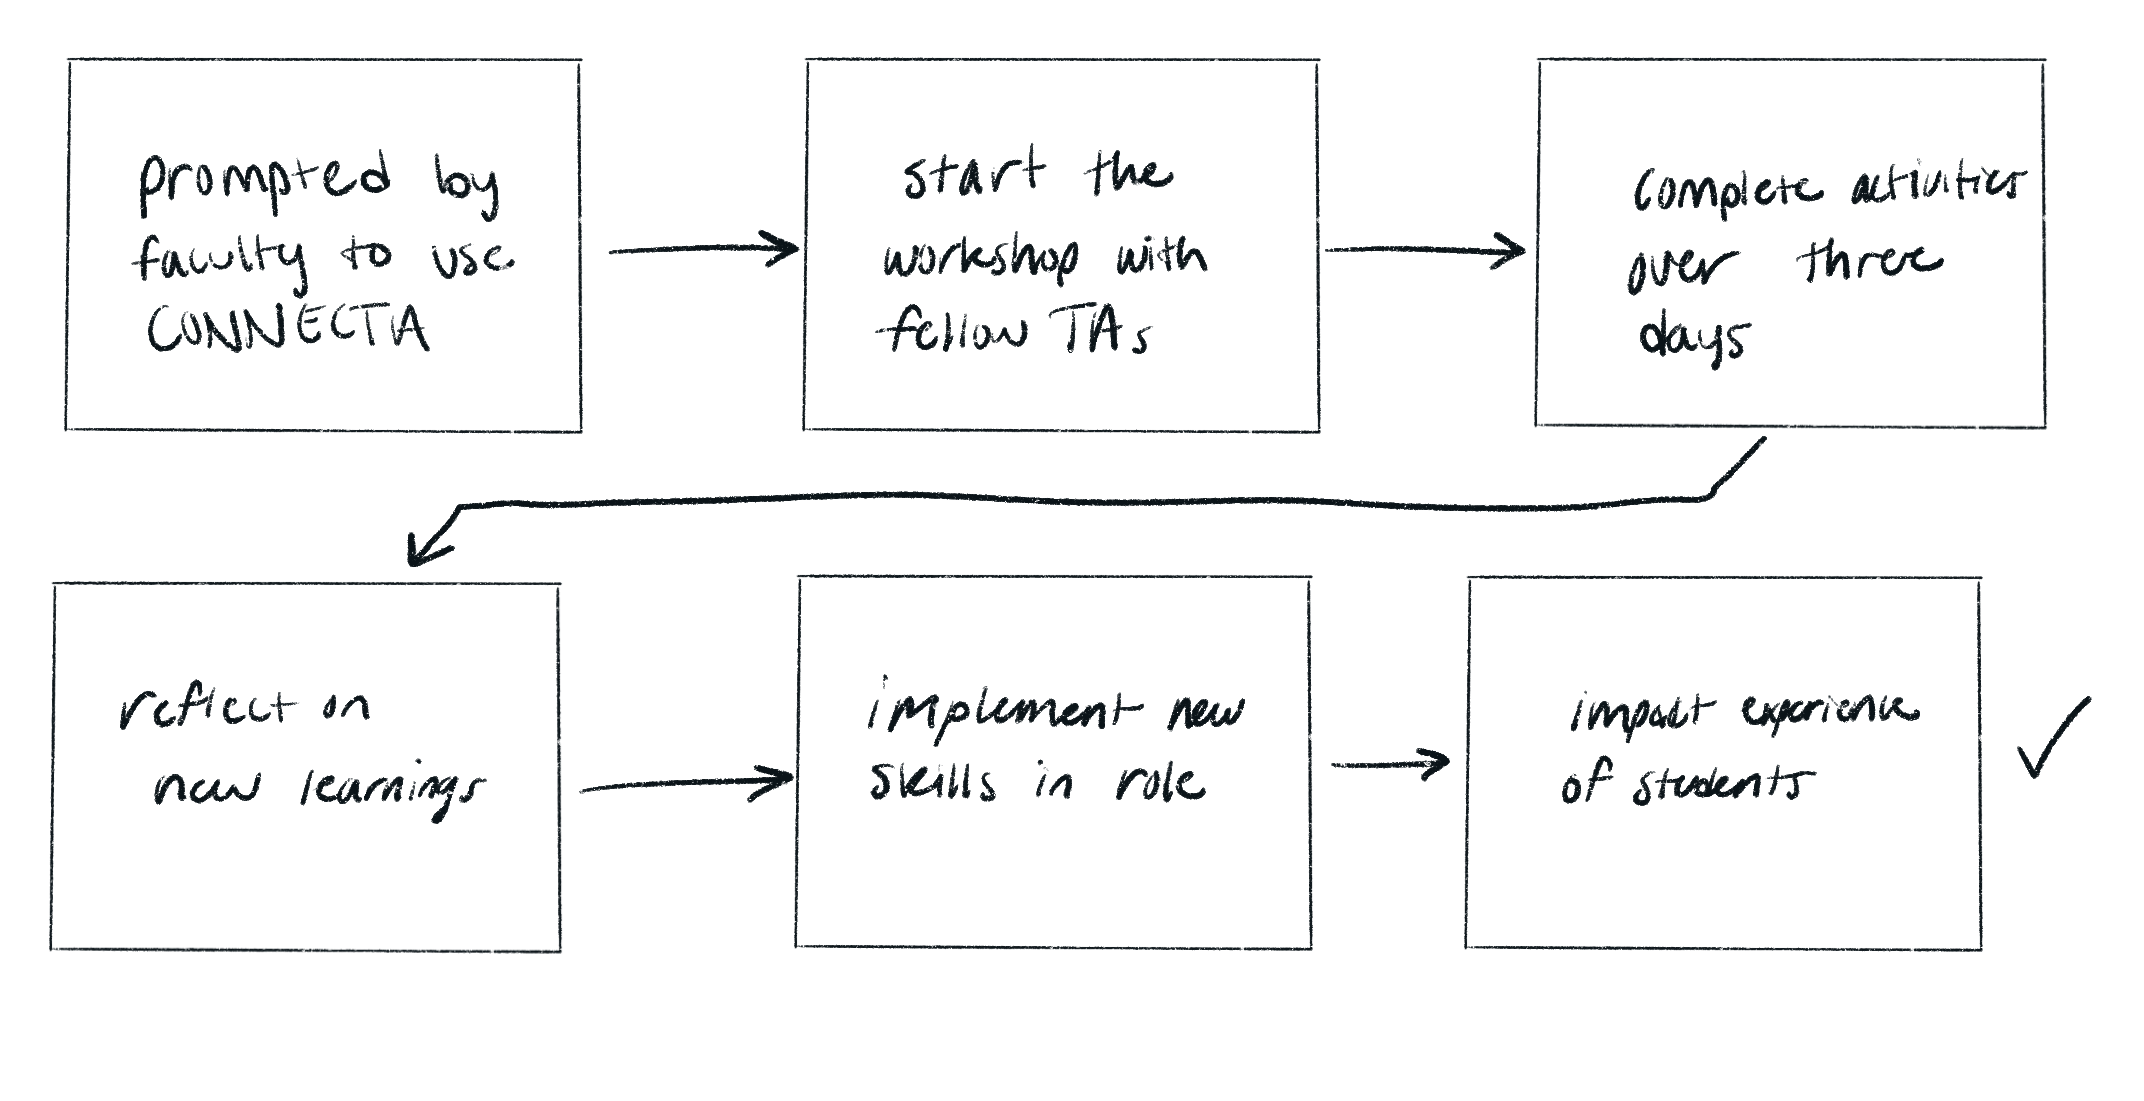 prompted by
faculty to use
CONNECTA
start the
workshop with
fellow TAs
complete activities
over three
days
reflect on
new learnings
implement new
skills in role
impact experience
of students